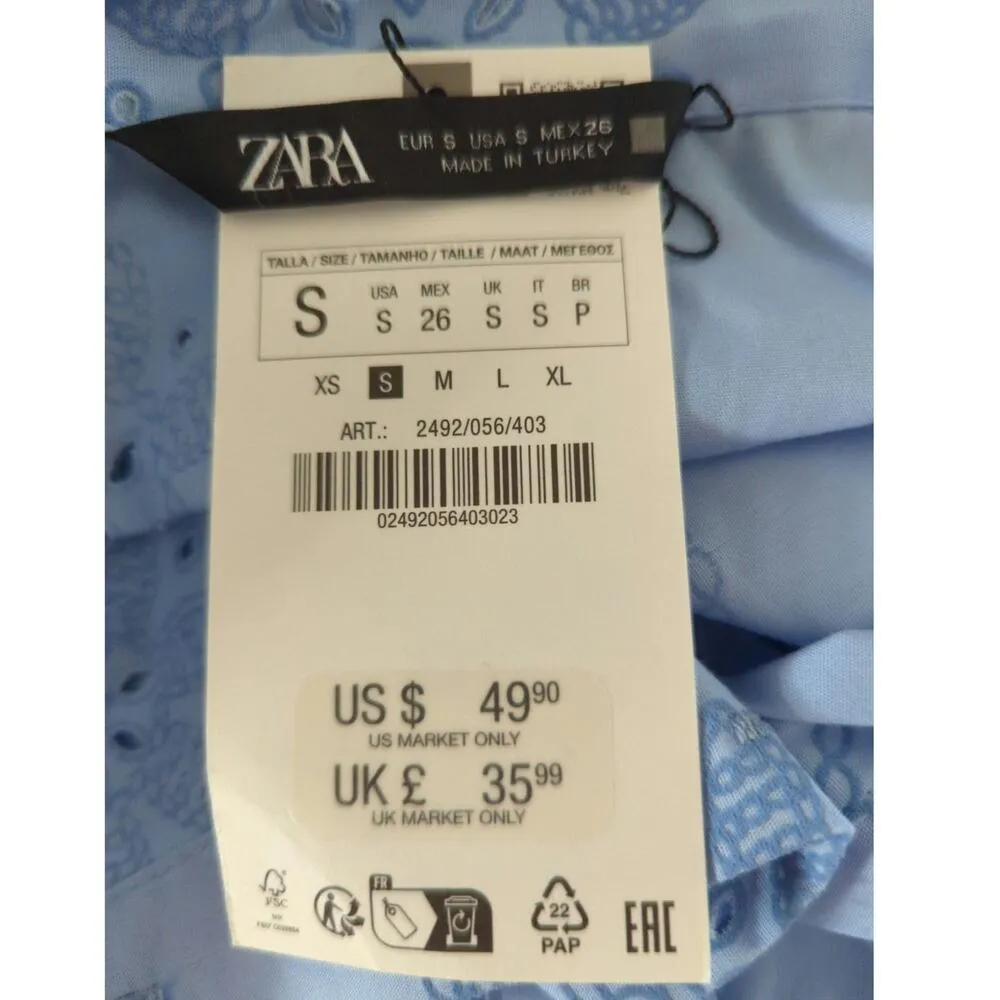 ZARA
EUR S USA S MEX 26
MADE IN TURKEY
TALLA / SIZE / TAMANHO / TAILLE / MAAT / ΜΕΓΕΘΟΣ
USA MEX UK IT BR
S S 26 S S P
XS S M L XL
ART.: 2492/056/403
02492056403023
US $ 49.90
US MARKET ONLY
UK £ 35.99
UK MARKET ONLY
FSC
FR
22
PAP
EAC